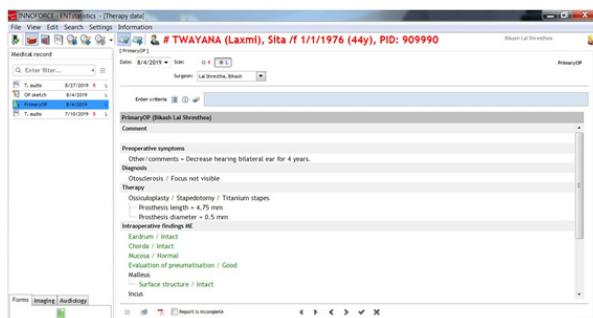 INNOFORCE - ENTstatistics - [Therapy data]
File View Edit Search Settings Information
# TWAYANA (Laxmi), Sita /f 1/1/1976 (44y), PID: 909990
Bikash Lal Shrestha
Medical record
[PrimaryOP]
Date: 8/4/2019 Side: R L
PrimaryOP
Surgeon: Lal Shrestha, Bikash
Enter filter...
T. audio 8/27/2019 R L
OP sketch 8/4/2019 L
PrimaryOP 8/4/2019 L
T. audio 7/10/2019 R L
Enter criteria
PrimaryOP (Bikash Lal Shresthea)
Comment
Preoperative symptoms
Other/comments = Decrease hearing bilateral ear for 4 years.
Diagnosis
Otosclerosis / Focus not visible
Therapy
Ossiculoplasty / Stapedotomy / Titanium stapes
Prosthesis length = 4.75 mm
Prosthesis diameter = 0.5 mm
Intraoperative findings ME
Eardrum / Intact
Chorda / Intact
Mucosa / Normal
Evaluation of pneumatisation / Good
Malleus
Surface structure / Intact
Incus
Forms Imaging Audiology
Report is incomplete